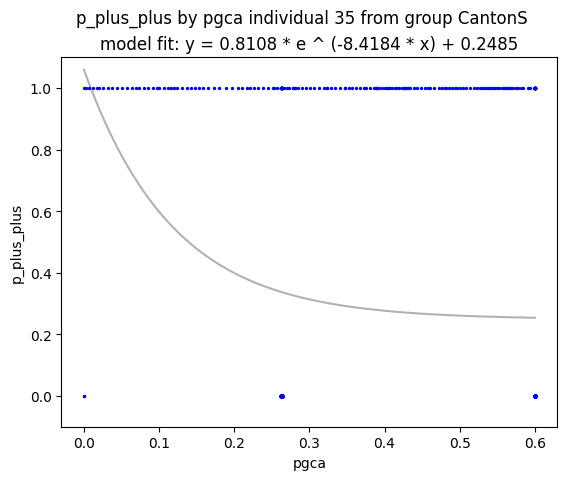 p_plus_plus by pgca individual 35 from group CantonS
model fit: y = 0.8108 * e ^ (-8.4184 * x) + 0.2485
1.0
0.8
0.6
0.4
0.2
0.0
p_plus_plus
0.0 0.1 0.2 0.3 0.4 0.5 0.6
pgca